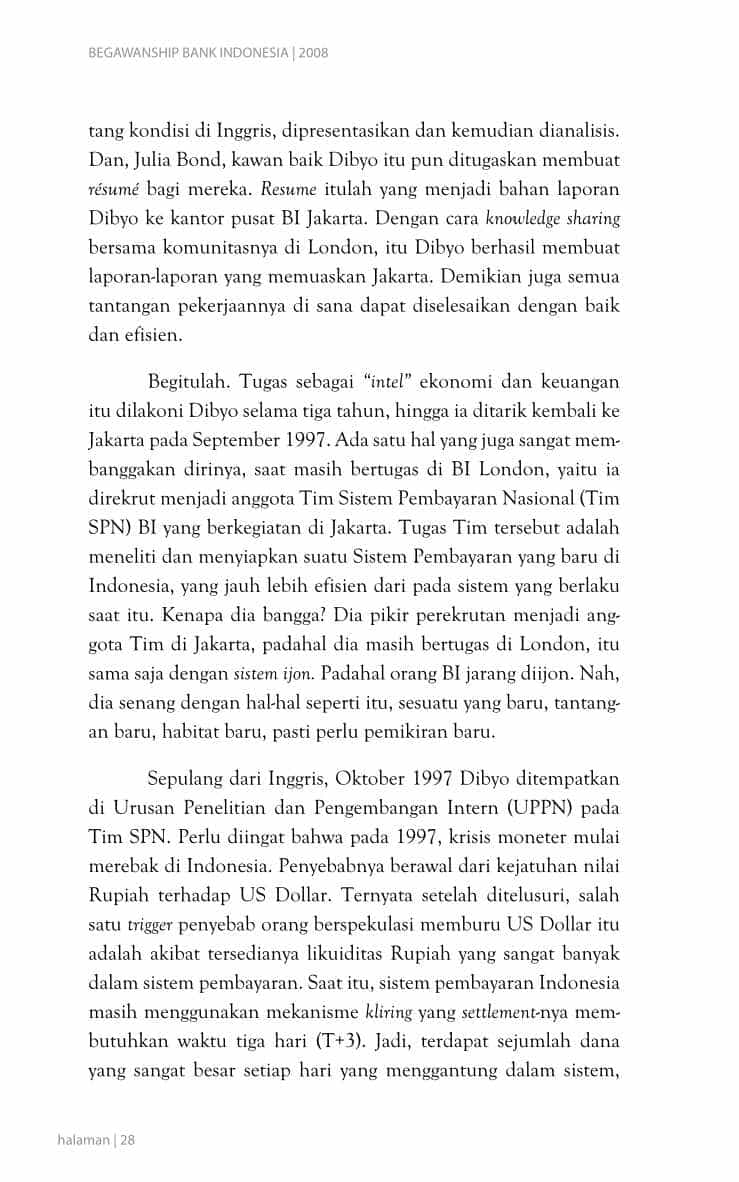 BEGAWANSHIP BANK INDONESIA | 2008
tang kondisi di Inggris, dipresentasikan dan kemudian dianalisis.
Dan, Julia Bond, kawan baik Dibyo itu pun ditugaskan membuat
résumé bagi mereka. Resume itulah yang menjadi bahan laporan
Dibyo ke kantor pusat BI Jakarta. Dengan cara knowledge sharing
bersama komunitasnya di London, itu Dibyo berhasil membuat
laporan-laporan yang memuaskan Jakarta. Demikian juga semua
tantangan pekerjaannya di sana dapat diselesaikan dengan baik
dan efisien.
Begitulah. Tugas sebagai “intel” ekonomi dan keuangan
itu dilakoni Dibyo selama tiga tahun, hingga ia ditarik kembali ke
Jakarta pada September 1997. Ada satu hal yang juga sangat mem-
banggakan dirinya, saat masih bertugas di BI London, yaitu ia
direkrut menjadi anggota Tim Sistem Pembayaran Nasional (Tim
SPN) BI yang berkegiatan di Jakarta. Tugas Tim tersebut adalah
meneliti dan menyiapkan suatu Sistem Pembayaran yang baru di
Indonesia, yang jauh lebih efisien dari pada sistem yang berlaku
saat itu. Kenapa dia bangga? Dia pikir perekrutan menjadi ang-
gota Tim di Jakarta, padahal dia masih bertugas di London, itu
sama saja dengan sistem ijon. Padahal orang BI jarang diijon. Nah,
dia senang dengan hal-hal seperti itu, sesuatu yang baru, tantang-
an baru, habitat baru, pasti perlu pemikiran baru.
Sepulang dari Inggris, Oktober 1997 Dibyo ditempatkan
di Urusan Penelitian dan Pengembangan Intern (UPPN) pada
Tim SPN. Perlu diingat bahwa pada 1997, krisis moneter mulai
merebak di Indonesia. Penyebabnya berawal dari kejatuhan nilai
Rupiah terhadap US Dollar. Ternyata setelah ditelusuri, salah
satu trigger penyebab orang berspekulasi memburu US Dollar itu
adalah akibat tersedianya likuiditas Rupiah yang sangat banyak
dalam sistem pembayaran. Saat itu, sistem pembayaran Indonesia
masih menggunakan mekanisme kliring yang settlement-nya mem-
butuhkan waktu tiga hari (T+3). Jadi, terdapat sejumlah dana
yang sangat besar setiap hari yang menggantung dalam sistem,
halaman | 28